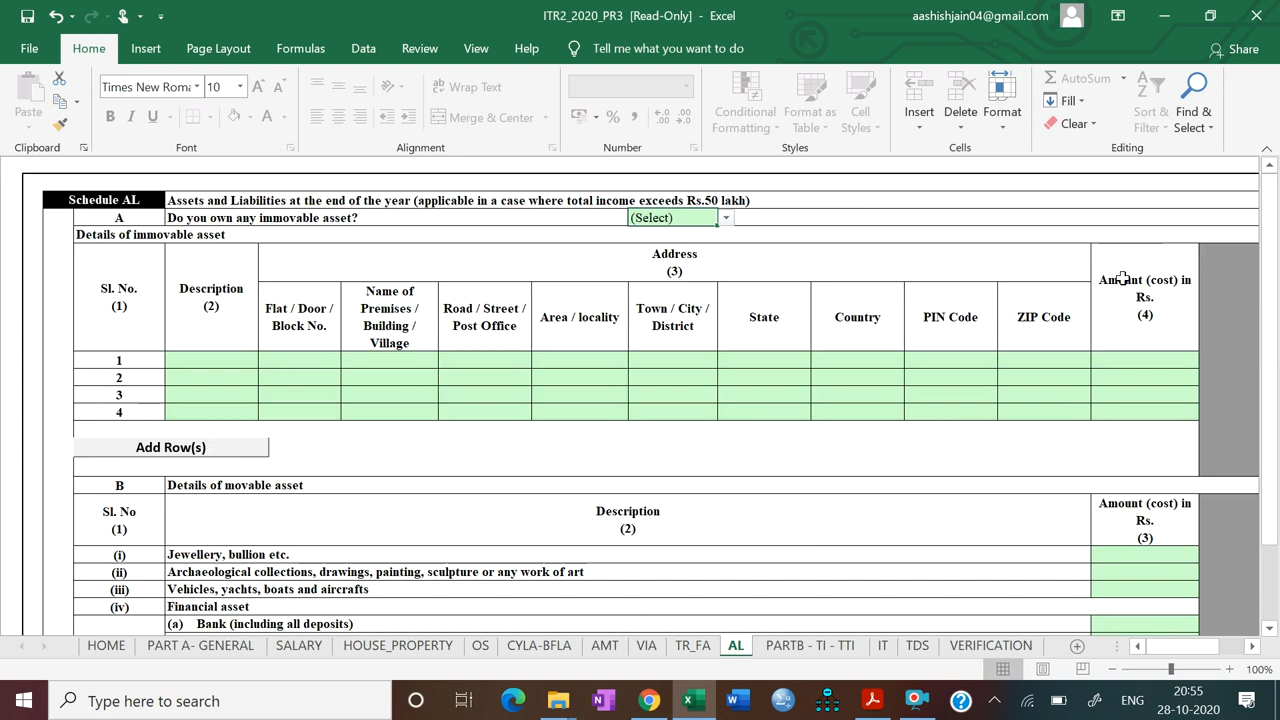 ITR2_2020_PR3 [Read-Only] - Excel
aashishjain04@gmail.com
File Home Insert Page Layout Formulas Data Review View Help Tell me what you want to do Share
Paste
Clipboard
Times New Roma 10
B I U
Font
Wrap Text
Merge & Center
Alignment
Number
Conditional Formatting
Format as Table
Cell Styles
Styles
Insert Delete Format
Cells
AutoSum
Fill
Clear
Sort & Filter
Find & Select
Editing
Schedule AL Assets and Liabilities at the end of the year (applicable in a case where total income exceeds Rs.50 lakh)
A Do you own any immovable asset? (Select)
Details of immovable asset
Sl. No.
(1)
Description
(2)
Address
(3)
Flat / Door /
Block No.
Name of
Premises /
Building /
Village
Road / Street /
Post Office
Area / locality
Town / City /
District
State
Country
PIN Code
ZIP Code
Amount (cost) in
Rs.
(4)
1
2
3
4
Add Row(s)
B Details of movable asset
Sl. No
(1)
Description
(2)
Amount (cost) in
Rs.
(3)
(i) Jewellery, bullion etc.
(ii) Archaeological collections, drawings, painting, sculpture or any work of art
(iii) Vehicles, yachts, boats and aircrafts
(iv) Financial asset
(a) Bank (including all deposits)
HOME PART A- GENERAL SALARY HOUSE_PROPERTY OS CYLA-BFLA AMT VIA TR_FA AL PARTB - TI - TTI IT TDS VERIFICATION
100%
Type here to search
ENG
20:55
28-10-2020